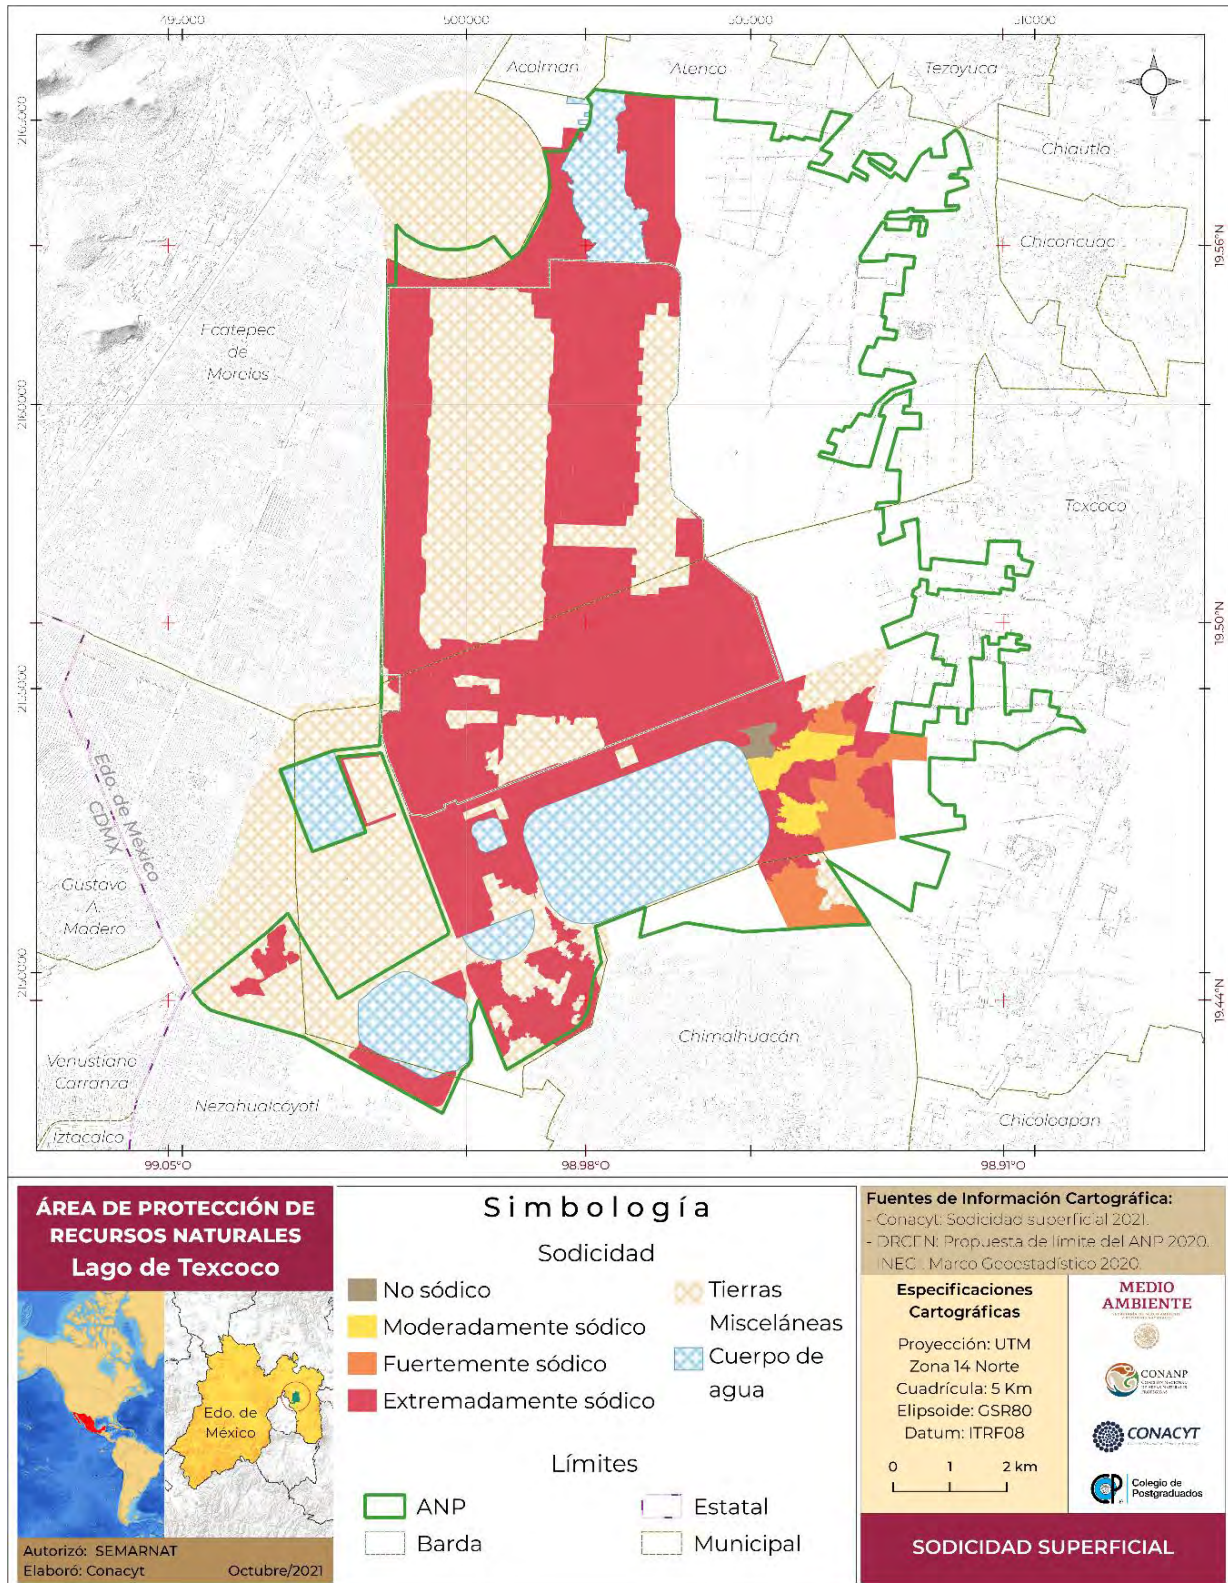 495000
500000
505000
510000
Acolman
Atenco
Tezoyuca
2165000
Chiautla
Chiconcuac
19.56°N
Ecatepec
de
Morelos
2160000
Texcoco
19.50°N
2155000
Edo. de México
CDMX
Gustavo
A.
Madero
2150000
19.44°N
Chimalhuacán
Venustiano
Carranza
Nezahualcóyotl
Iztacalco
Chicoloapan
99.05°O
98.98°O
98.91°O
ÁREA DE PROTECCIÓN DE
RECURSOS NATURALES
Lago de Texcoco
Edo. de
México
Autorizó: SEMARNAT
Elaboró: Conacyt
Octubre/2021
Simbología
Sodicidad
No sódico
Moderadamente sódico
Fuertemente sódico
Extremadamente sódico
Tierras
Misceláneas
Cuerpo de
agua
Límites
ANP
Barda
Estatal
Municipal
Fuentes de Información Cartográfica:
- Conacyt: Sodicidad superficial 2021.
- DRCEN: Propuesta de límite del ANP 2020.
- INEGI: Marco Geoestadístico 2020.
Especificaciones
Cartográficas
Proyección: UTM
Zona 14 Norte
Cuadrícula: 5 Km
Elipsoide: GSR80
Datum: ITRF08
0 1 2 km
MEDIO
AMBIENTE
CONANP
CONACYT
Colegio de
Postgraduados
SODICIDAD SUPERFICIAL